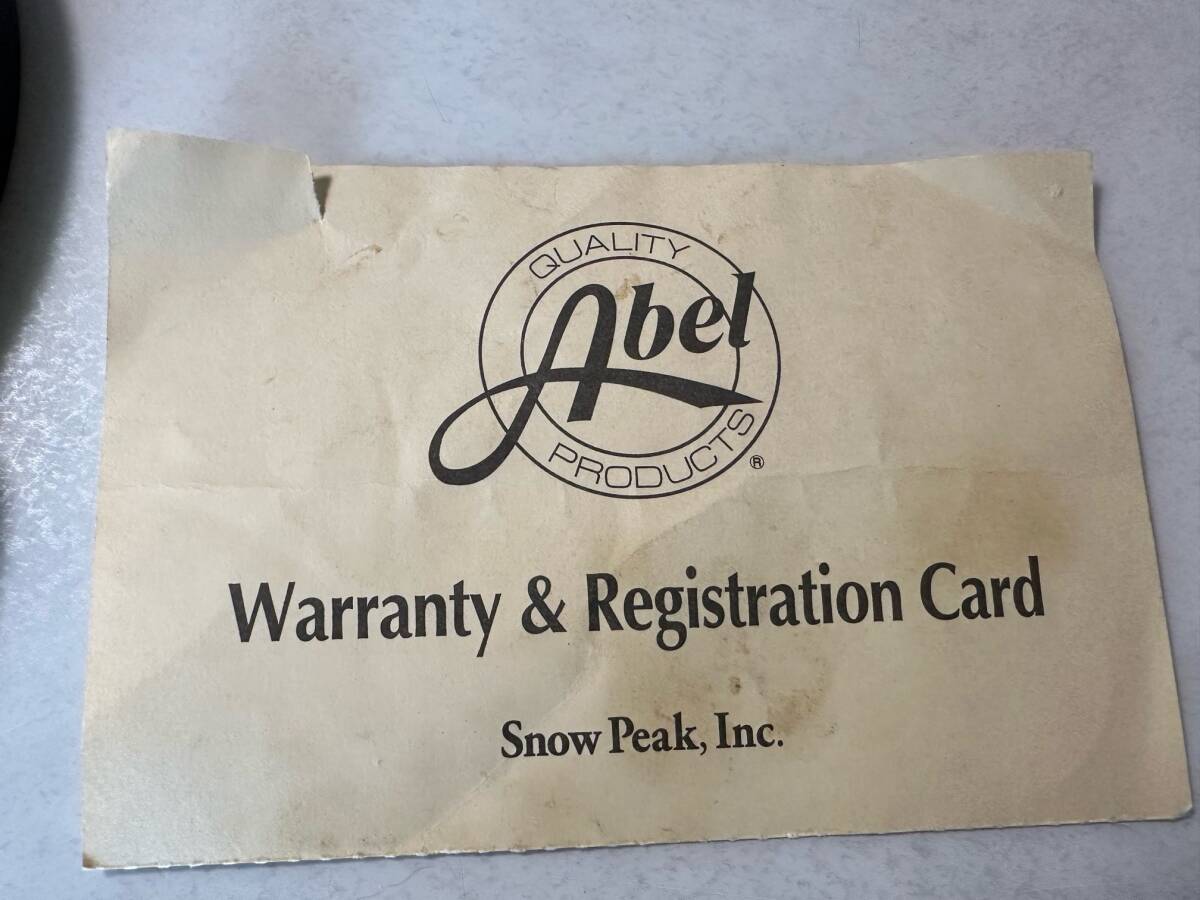 QUALITY
Abel
PRODUCTS
®
Warranty & Registration Card
Snow Peak, Inc.